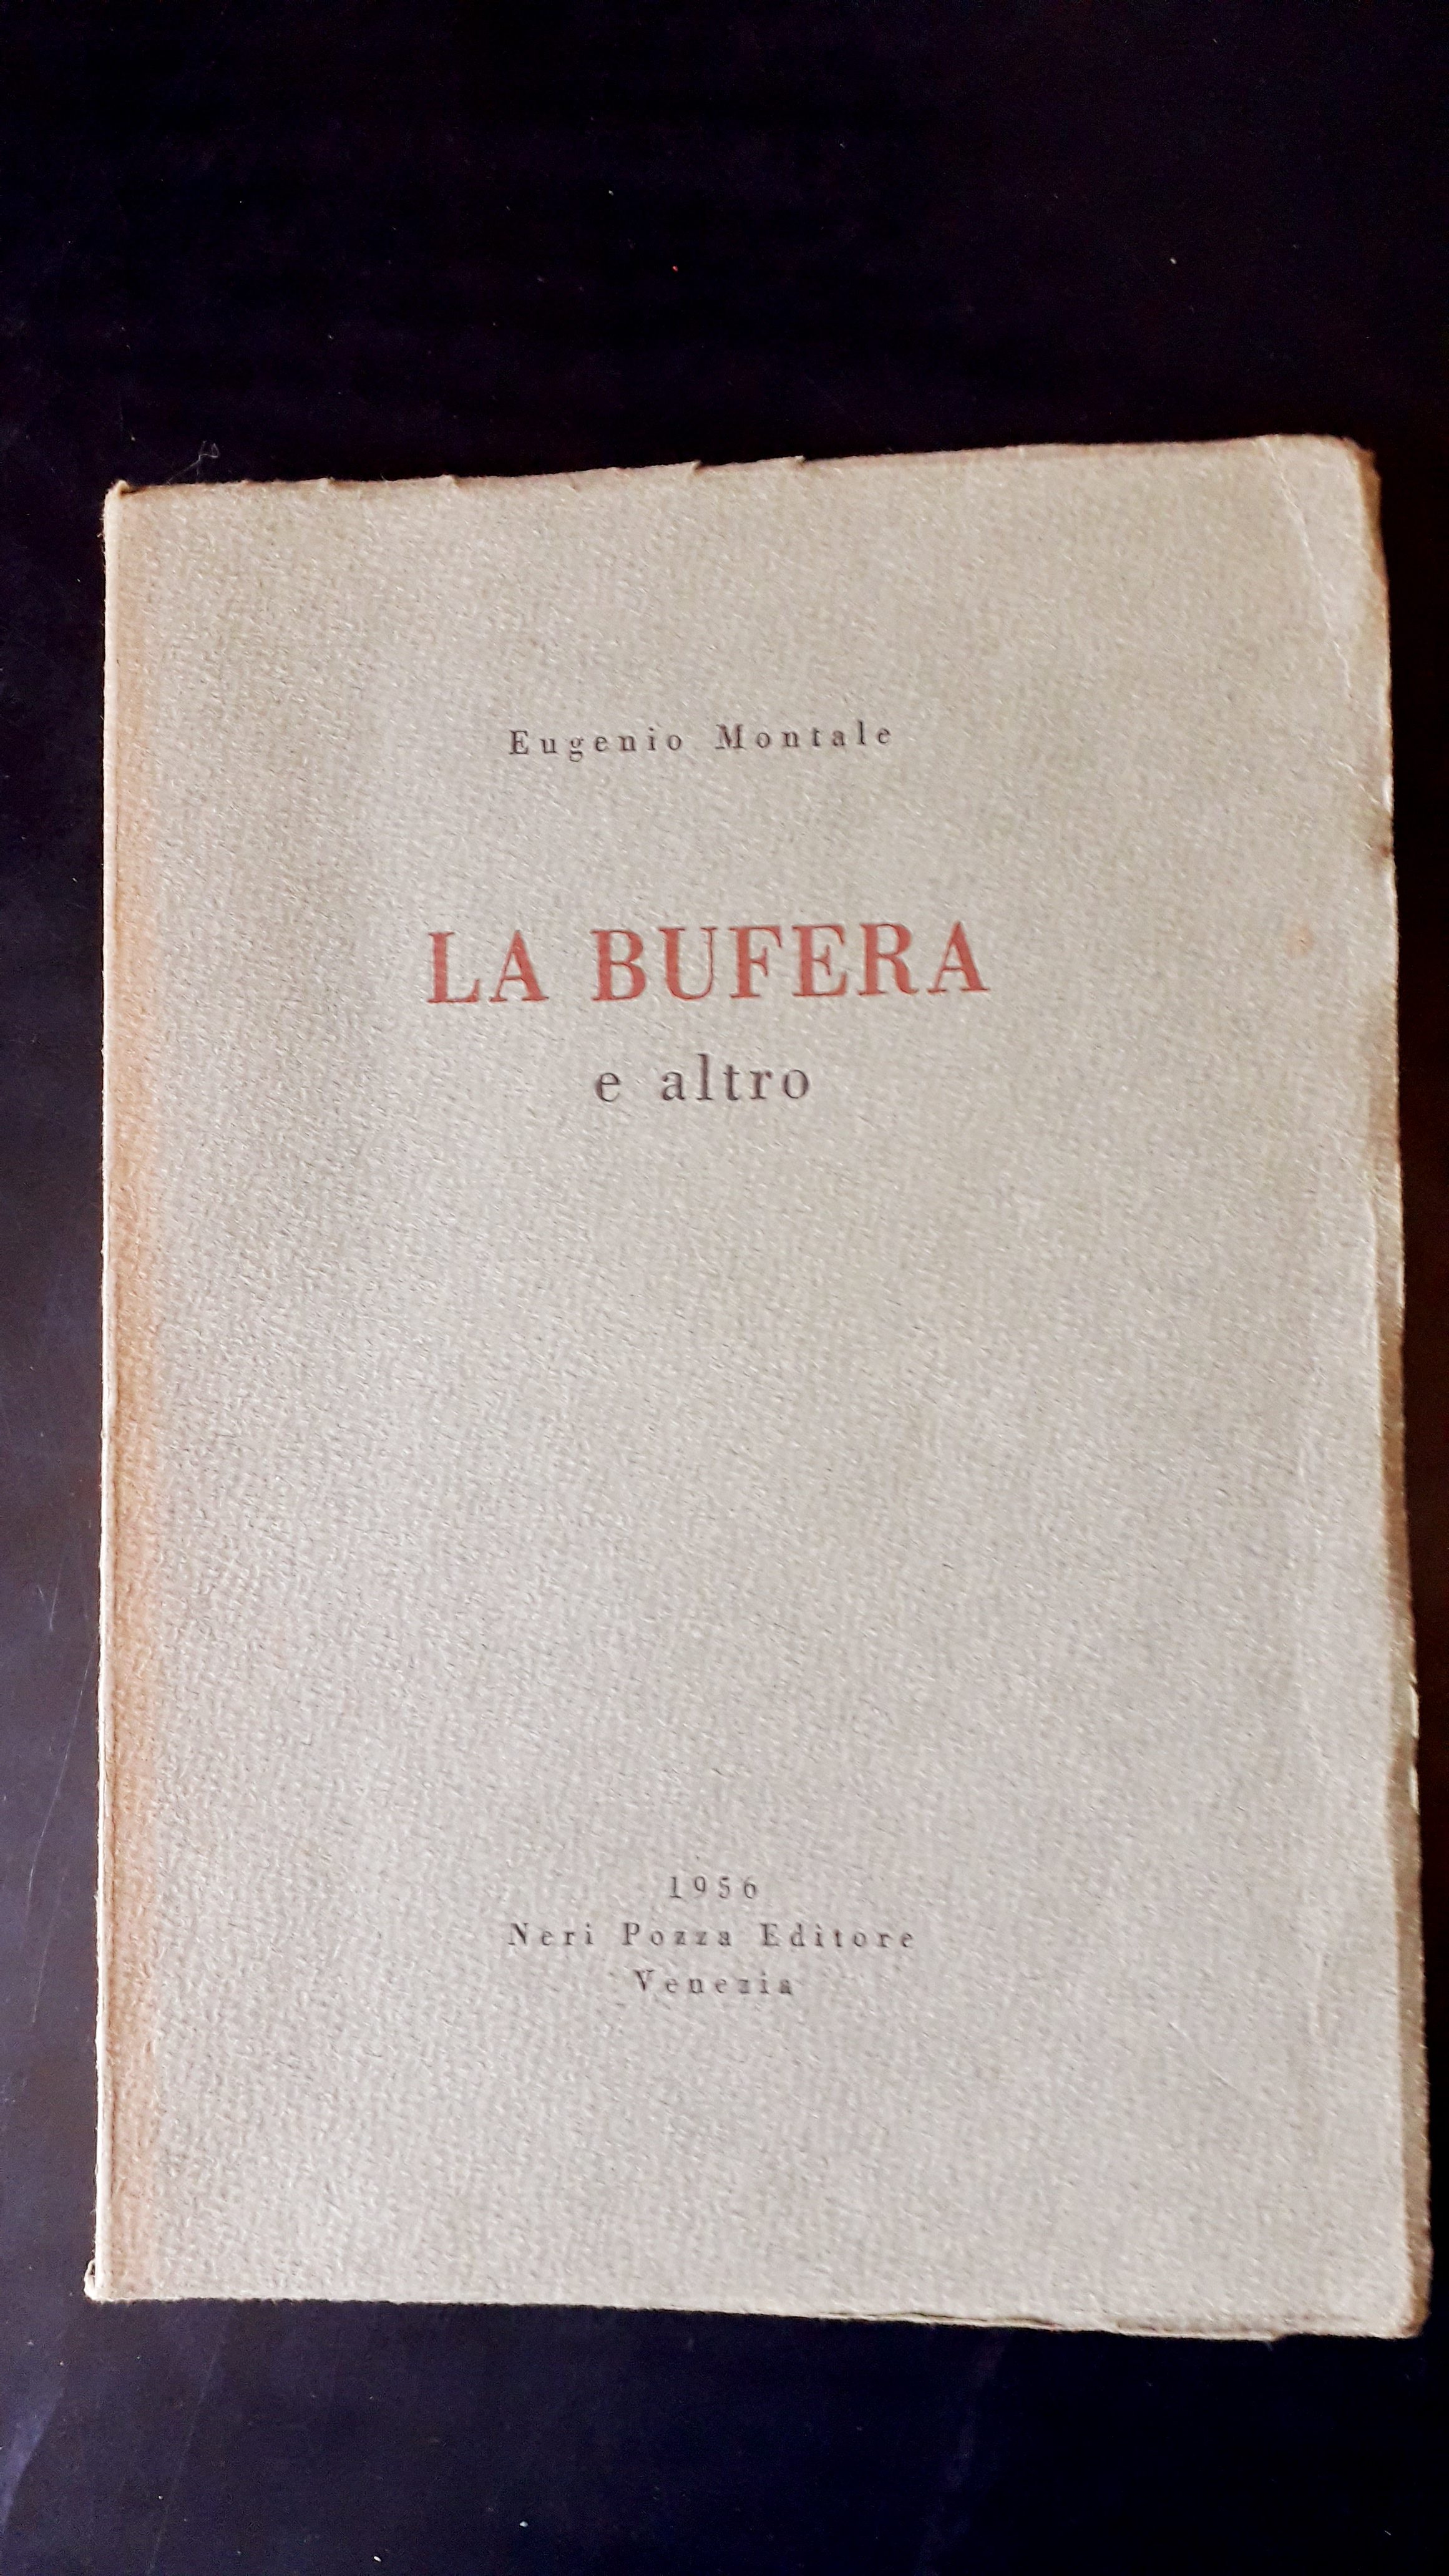 Eugenio Montale
LA BUFERA
e altro
1956
Neri Pozza Editore
Venezia